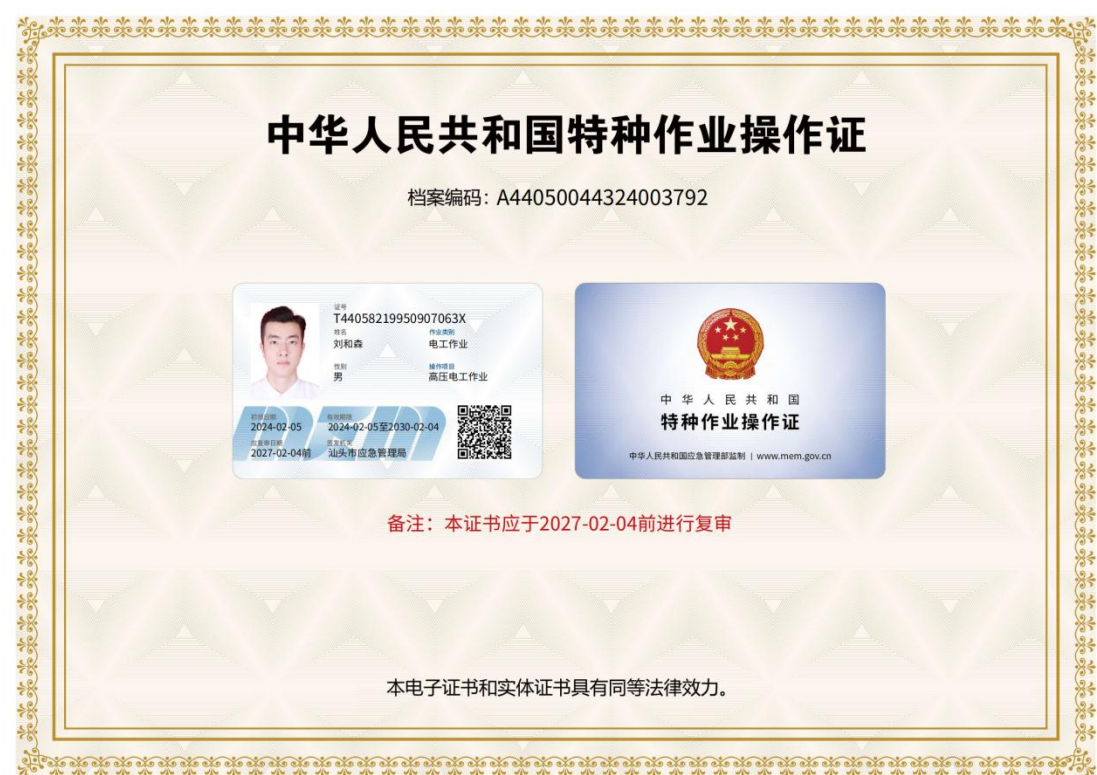 中华人民共和国特种作业操作证
档案编码：A44050044324003792
证号
T44058219950907063X
姓名 作业类别
刘和森 电工作业
性别 操作项目
男 高压电工作业
初领日期 有效期限
2024-02-05 2024-02-05至2030-02-04
应复审日期 签发机关
2027-02-04前 汕头市应急管理局
中华人民共和国
特种作业操作证
中华人民共和国应急管理部监制 | www.mem.gov.cn
备注：本证书应于2027-02-04前进行复审
本电子证书和实体证书具有同等法律效力。